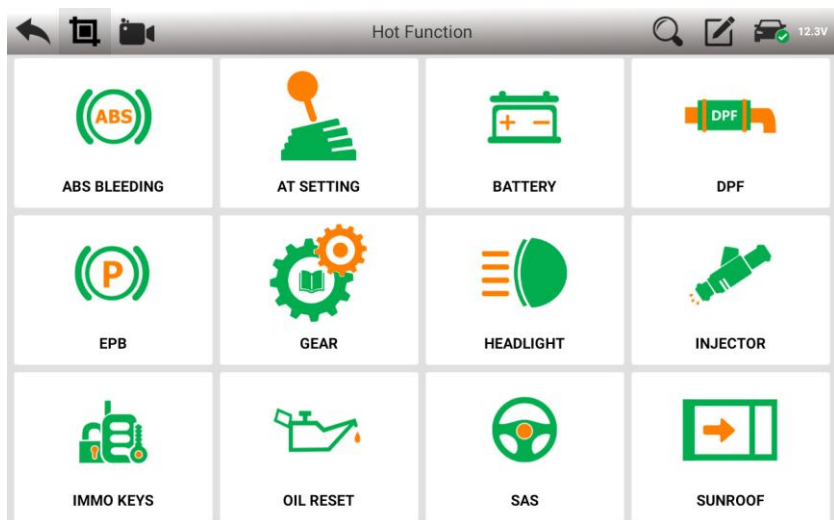 Hot Function
12.3V
ABS
DPF
ABS BLEEDING
AT SETTING
BATTERY
DPF
P
EPB
GEAR
HEADLIGHT
INJECTOR
IMMO KEYS
OIL RESET
SAS
SUNROOF